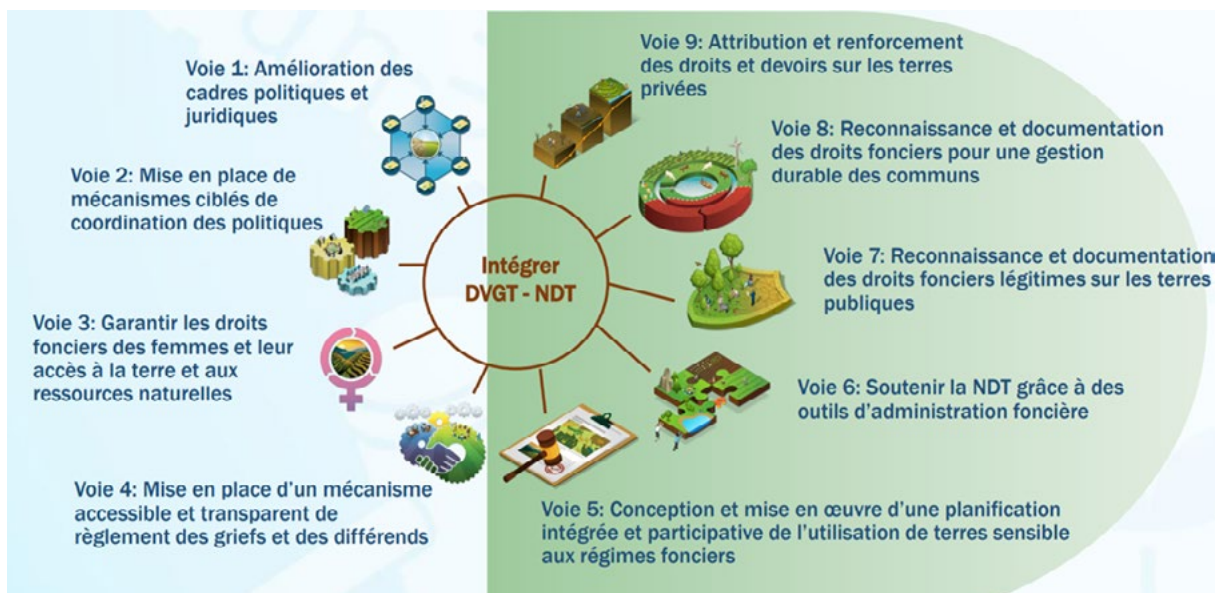 Voie 1: Amélioration des
cadres politiques et
juridiques
Voie 2: Mise en place de
mécanismes ciblés de
coordination des politiques
Voie 3: Garantir les droits
fonciers des femmes et leur
accès à la terre et aux
ressources naturelles
Voie 4: Mise en place d'un mécanisme
accessible et transparent de
règlement des griefs et des différends
Intégrer
DVGT - NDT
Voie 9: Attribution et renforcement
des droits et devoirs sur les terres
privées
Voie 8: Reconnaissance et documentation
des droits fonciers pour une gestion
durable des communs
Voie 7: Reconnaissance et documentation
des droits fonciers légitimes sur les terres
publiques
Voie 6: Soutenir la NDT grâce à des
outils d'administration foncière
Voie 5: Conception et mise en œuvre d'une planification
intégrée et participative de l'utilisation de terres sensible
aux régimes fonciers